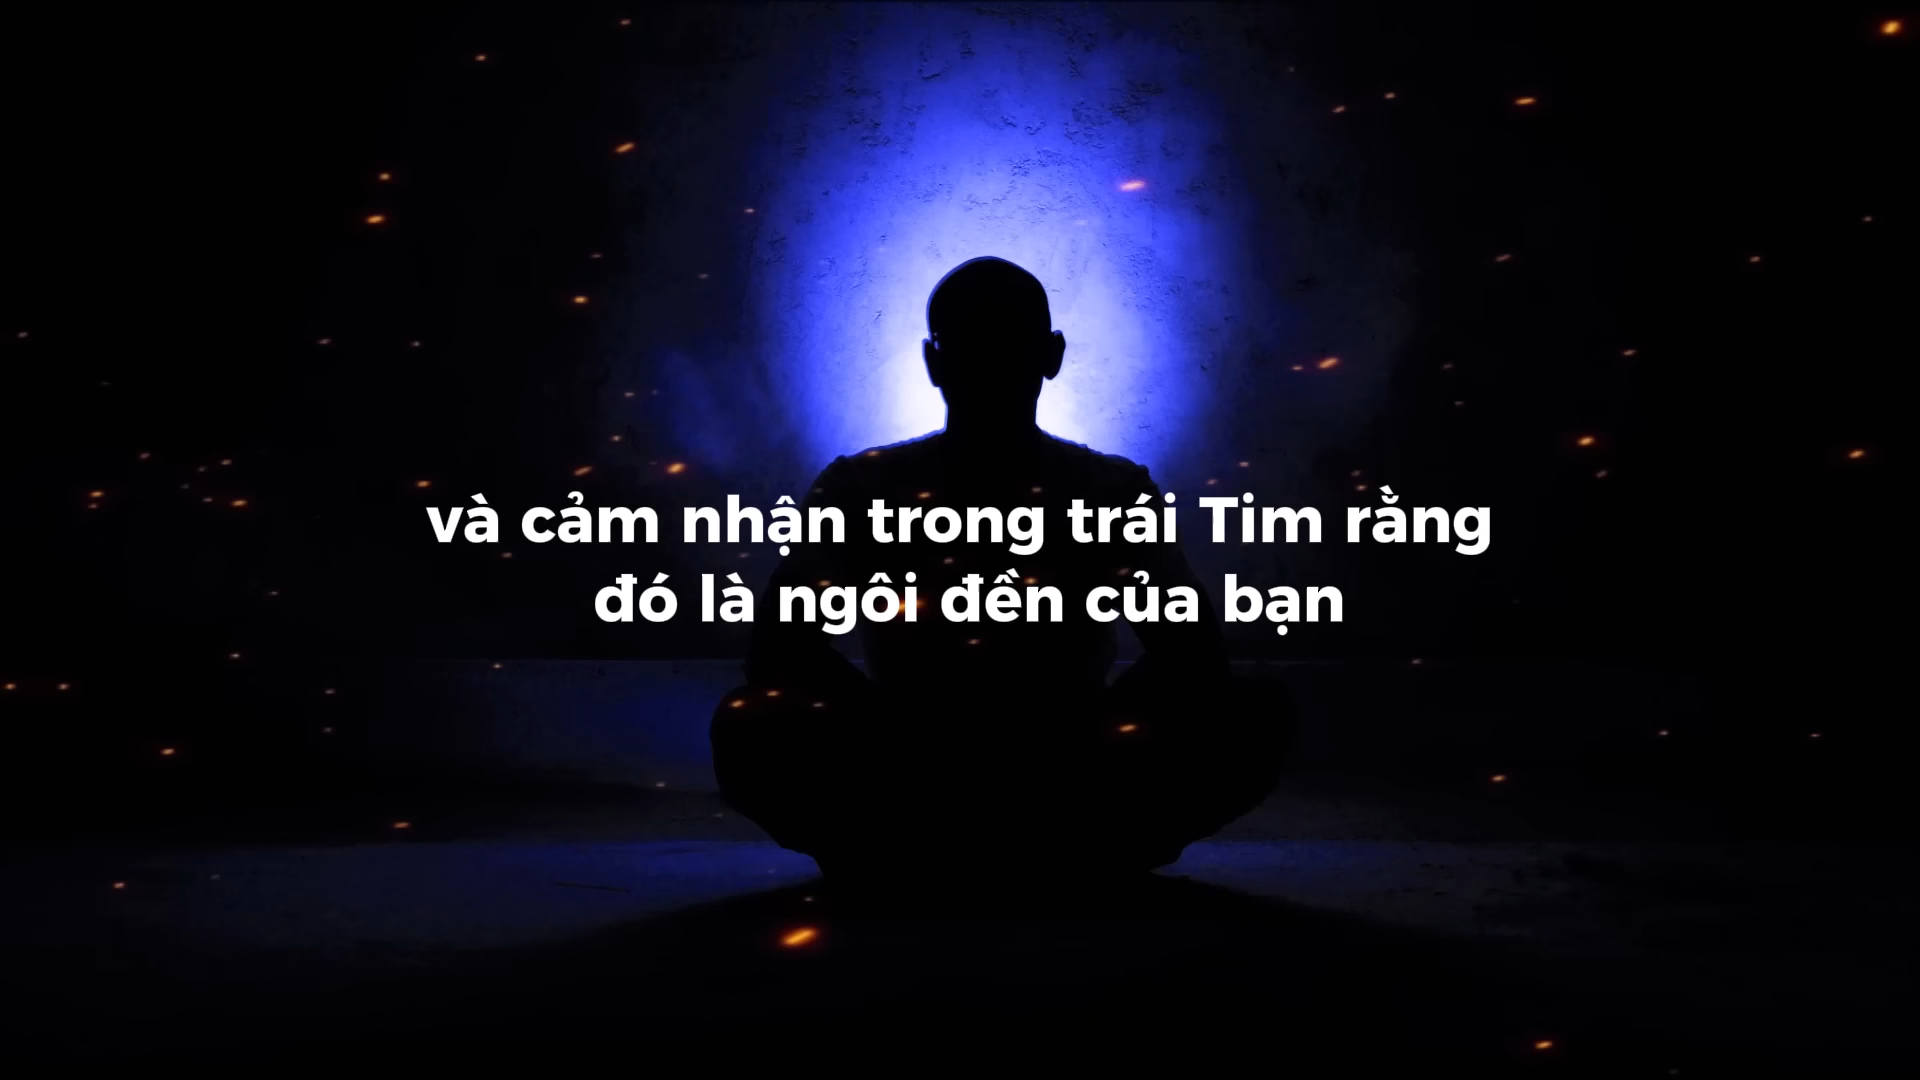 và cảm nhận trong trái Tim rằng
đó là ngôi đền của bạn